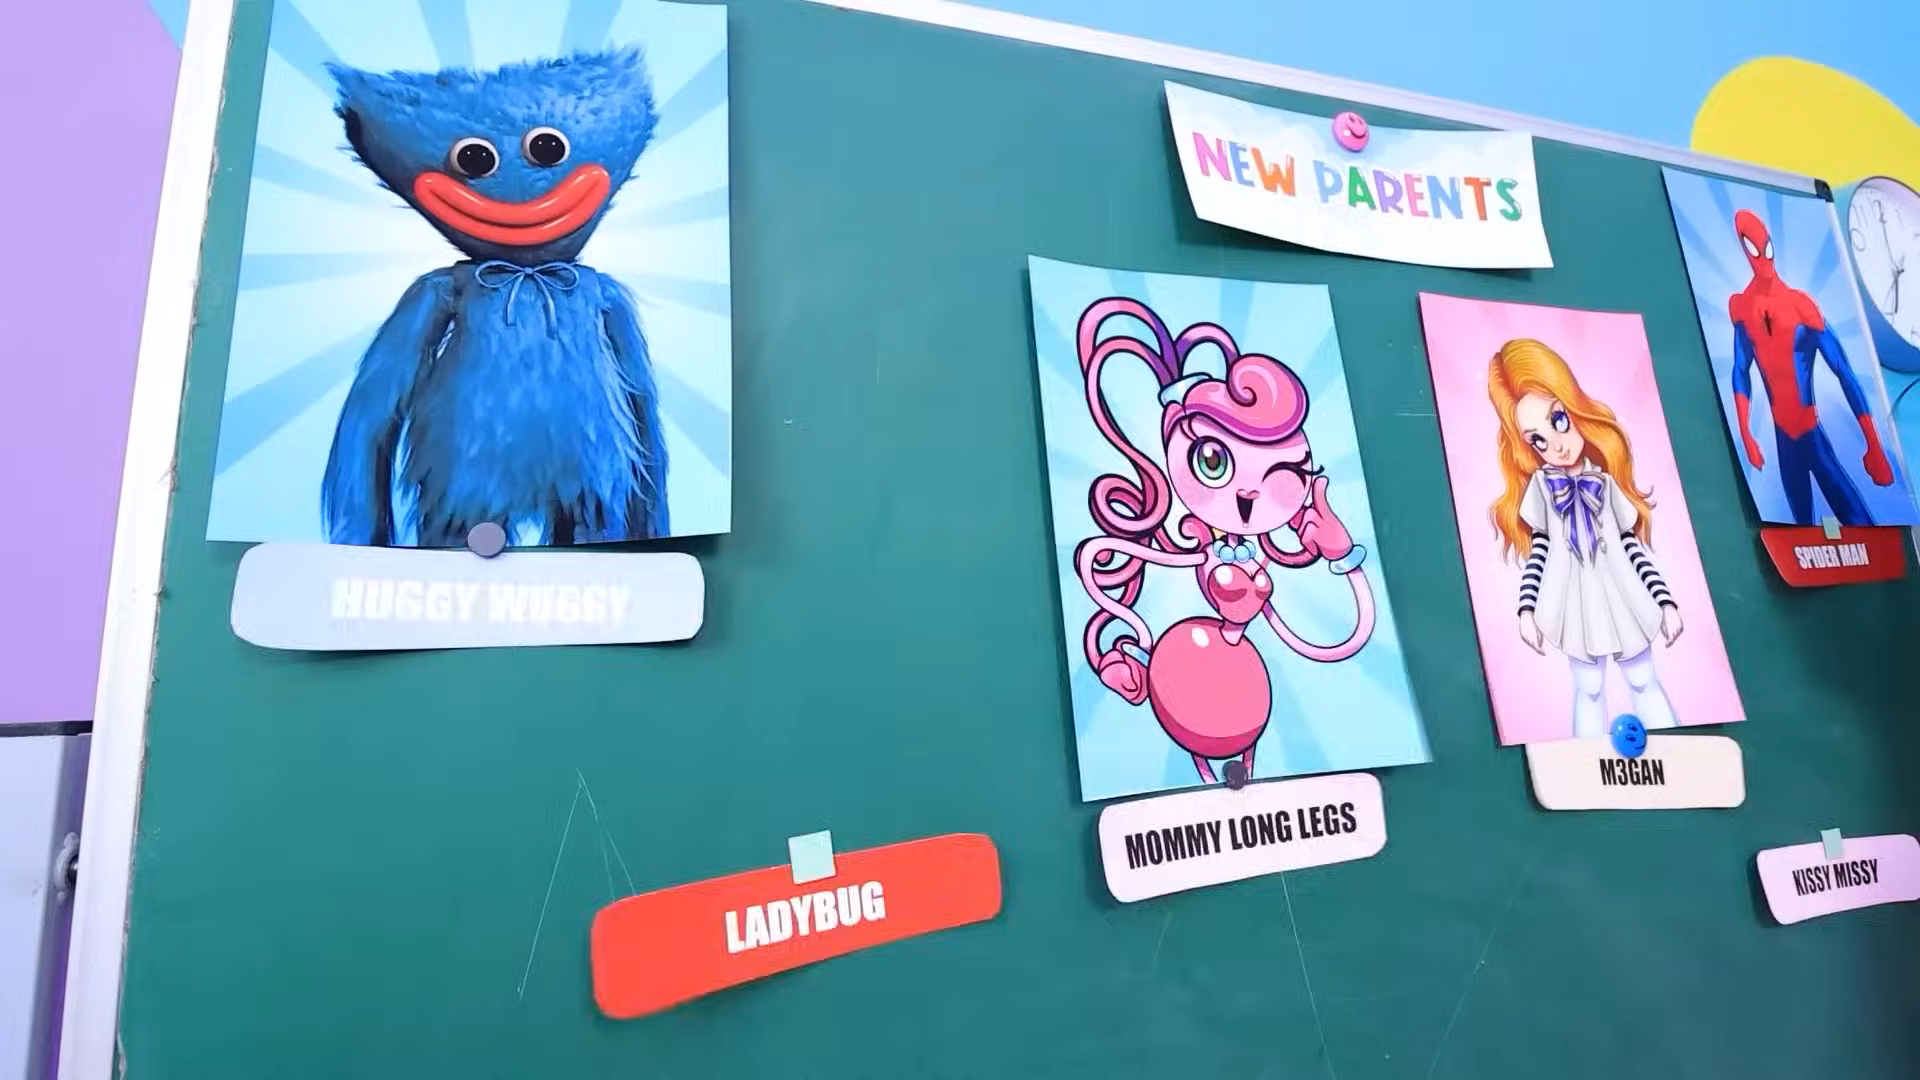 NEW PARENTS
HUGGY WUGGY
LADYBUG
MOMMY LONG LEGS
M3GAN
SPIDER MAN
KISSY MISSY